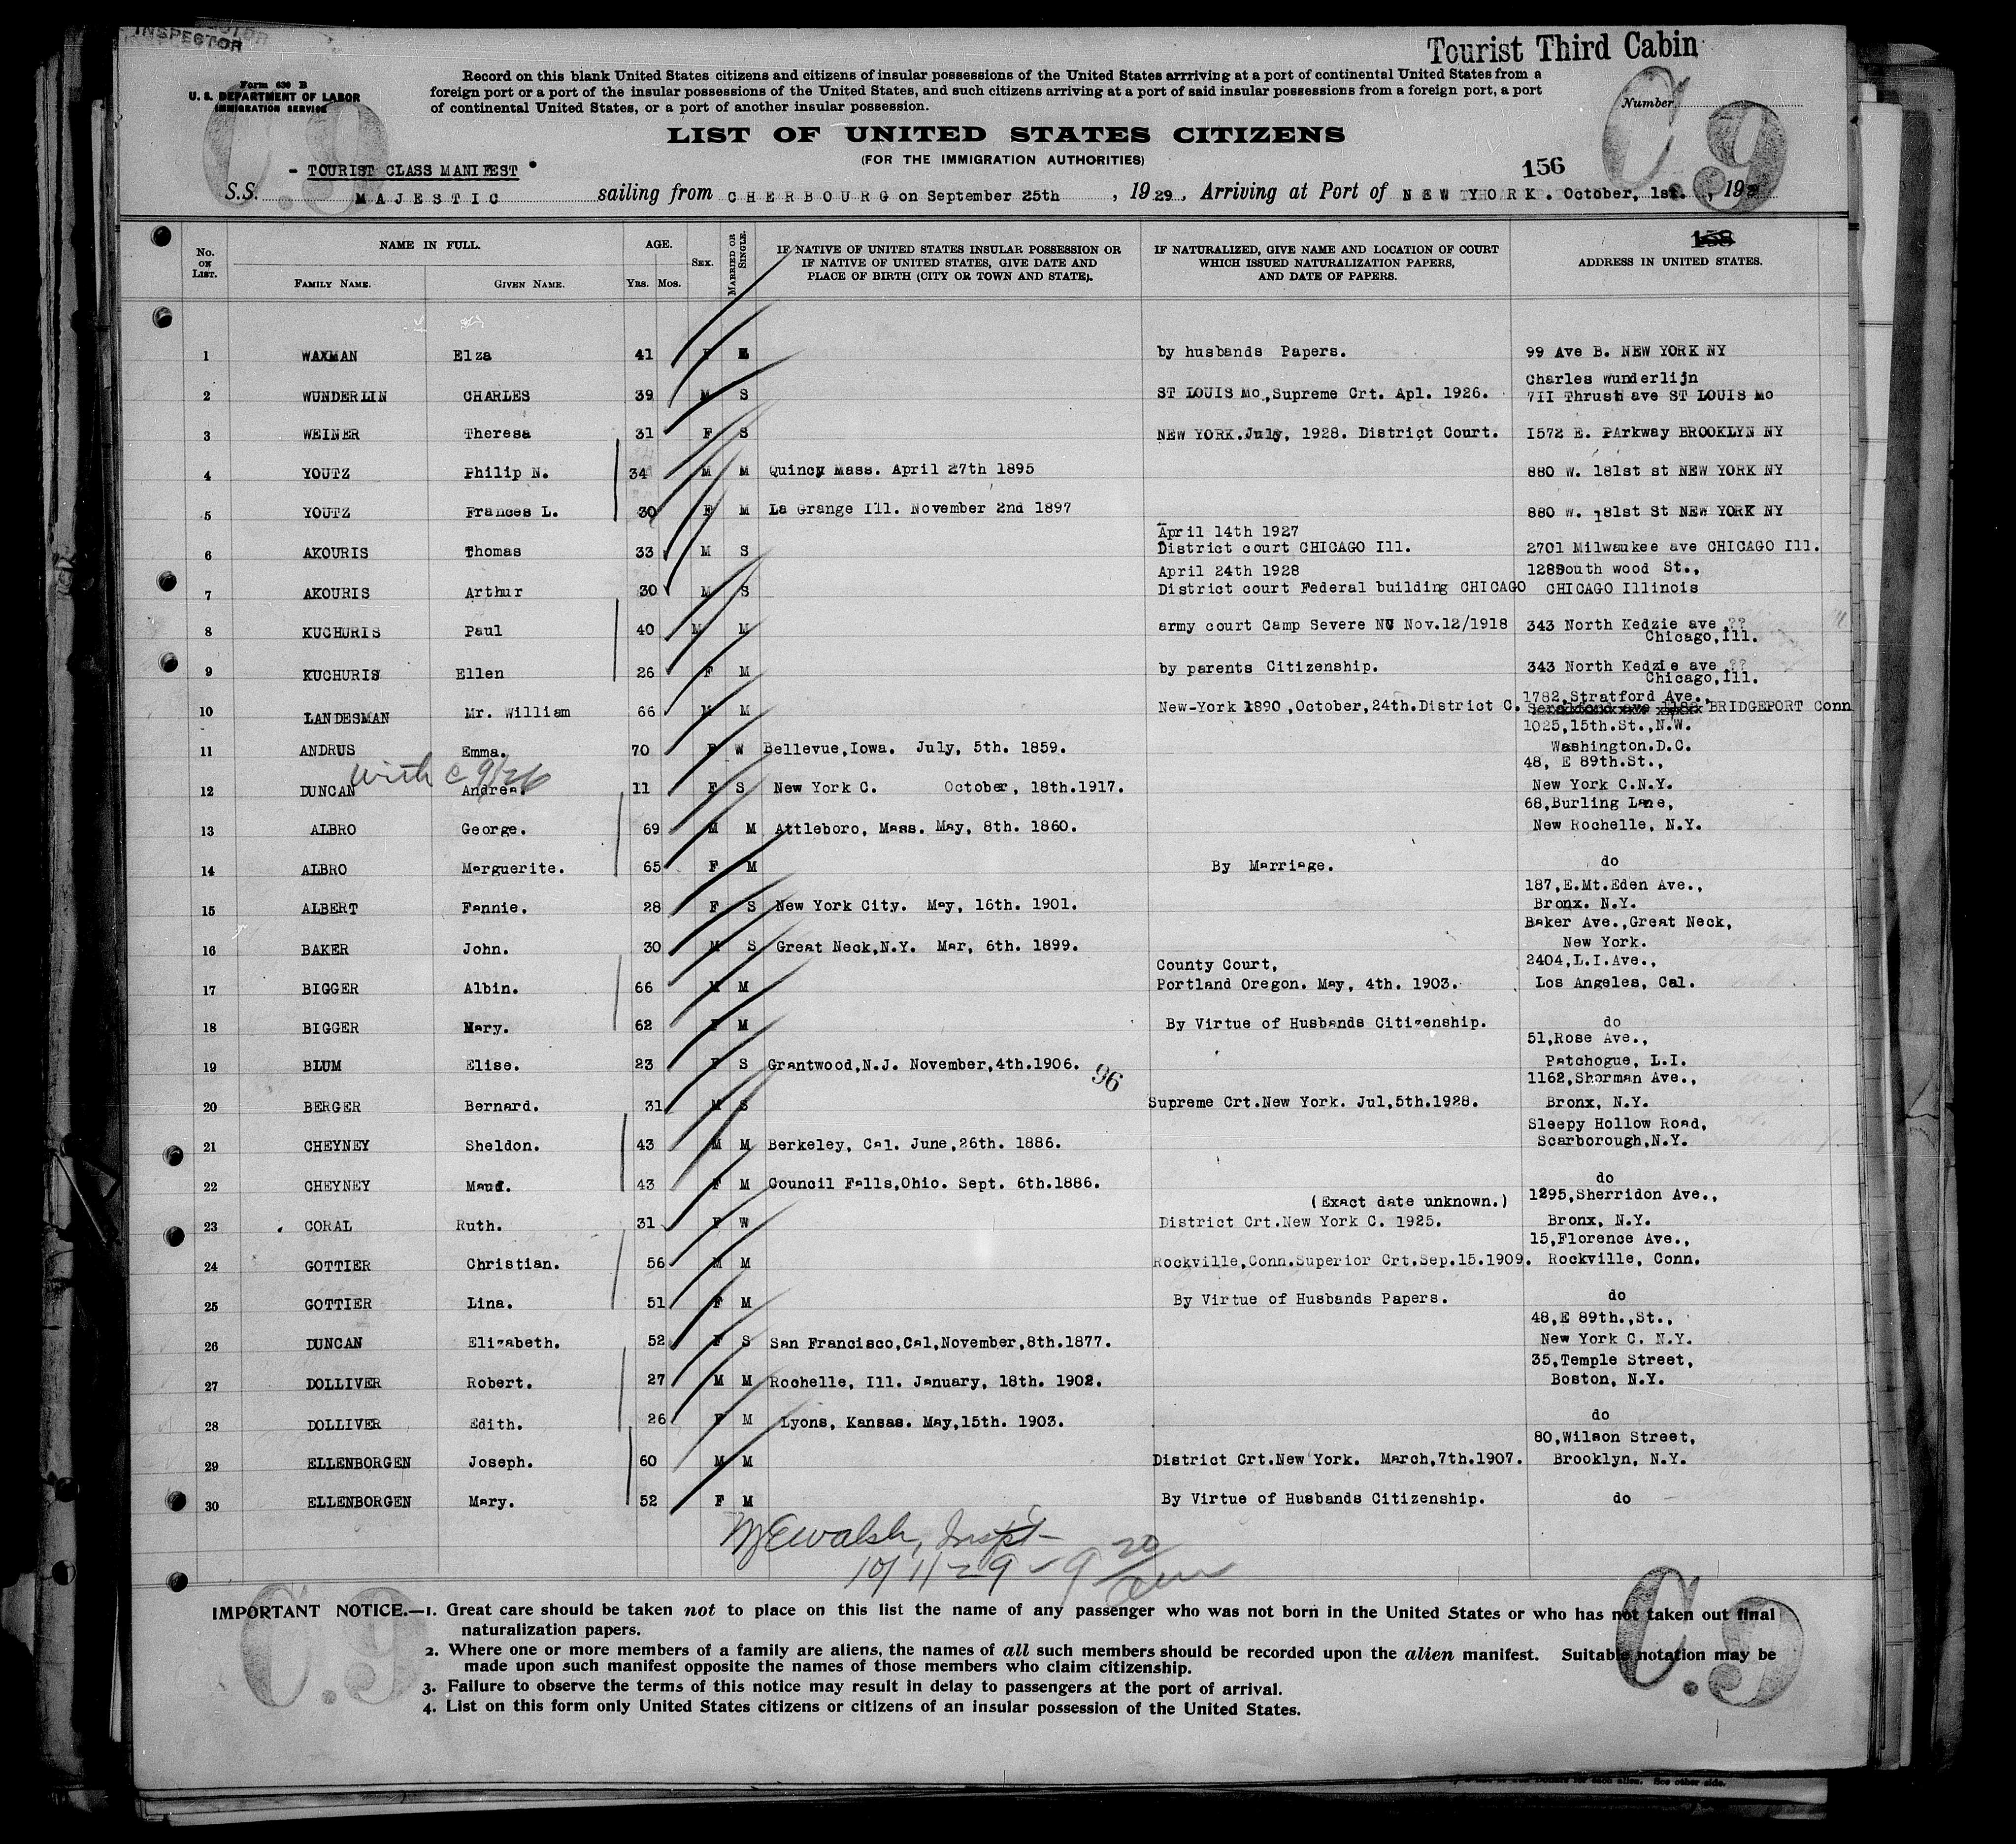 INSPECTOR
Tourist Third Cabin
Form 630 B
U. S. DEPARTMENT OF LABOR
IMMIGRATION SERVICE
Record on this blank United States citizens and citizens of insular possessions of the United States arrriving at a port of continental United States from a
foreign port or a port of the insular possessions of the United States, and such citizens arriving at a port of said insular possessions from a foreign port, a port
of continental United States, or a port of another insular possession.
Number
C.9
C.9
LIST OF UNITED STATES CITIZENS
(FOR THE IMMIGRATION AUTHORITIES)
- TOURIST CLASS MANIFEST
156
S.S. MAJESTIC sailing from CHERBOURG on September 25th, 1929, Arriving at Port of NEW YORK. October, 1st., 192
158
No. ON LIST. NAME IN FULL. AGE. SEX. MARRIED OR SINGLE. IF NATIVE OF UNITED STATES INSULAR POSSESSION OR IF NATIVE OF UNITED STATES, GIVE DATE AND PLACE OF BIRTH (CITY OR TOWN AND STATE). IF NATURALIZED, GIVE NAME AND LOCATION OF COURT WHICH ISSUED NATURALIZATION PAPERS, AND DATE OF PAPERS. ADDRESS IN UNITED STATES.
FAMILY NAME. GIVEN NAME. YRS. MOS.
1 WAXMAN Elza 41 F by husbands Papers. 99 Ave B. NEW YORK NY
Charles Wunderlijn
2 WUNDERLIN CHARLES 39 M S ST LOUIS Mo.,Supreme Crt. Apl. 1926. 7II Thrush ave ST LOUIS Mo
3 WEINER Theresa 31 F S NEW YORK.July, 1928. District Court. I572 E. PArkway BROOKLYN NY
4 YOUTZ Philip N. 34 M M Quincy Mass. April 27th 1895 880 W. 181st st NEW YORK NY
5 YOUTZ Frances L. 30 F M La Grange Ill. November 2nd 1897 880 W. 181st St NEW YORK NY
April 14th 1927
6 AKOURIS Thomas 33 M S District court CHICAGO Ill. 2701 Milwaukee ave CHICAGO Ill.
April 24th 1928 128South wood St.,
7 AKOURIS Arthur 30 M S District court Federal building CHICAGO CHICAGO Illinois
8 KUCHURIS Paul 40 M M army court Camp Severe Nov.12/1918 343 North Kedzie ave ??
Chicago,Ill.
9 KUCHURIS Ellen 26 F M by parents Citizenship. 343 North Kedzie ave ??
Chicago,Ill.
1782,Stratford Ave.,
10 LANDESMAN Mr. William 66 M M New-York 1890,October,24th.District C. BRIDGEPORT Conn
1025,15th.St.,N.W.
11 ANDRUS Emma. 70 F W Bellevue,Iowa. July, 5th. 1859. Washington.D.C.
with c 9/26
48, E 89th.St.,
12 DUNCAN Andrea. 11 F S New York C. October, 18th.1917. New York C.N.Y.
68,Burling Lane,
13 ALBRO George. 69 M M Attleboro, Mass. May, 8th. 1860. New Rochelle, N.Y.
14 ALBRO Marguerite. 65 F M By Marriage. do
187,E.Mt.Eden Ave.,
15 ALBERT Fannie. 28 F S New York City. May, 16th. 1901. Bronx. N.Y.
Baker Ave.,Great Neck,
16 BAKER John. 30 M S Great Neck,N.Y. Mar, 6th. 1899. New York.
County Court, 2404,L.I.Ave.,
17 BIGGER Albin. 66 M M Portland Oregon. May, 4th. 1903. Los Angeles, Cal.
18 BIGGER Mary. 62 F M By Virtue of Husbands Citizenship. do
51,Rose Ave.,
19 BLUM Elise. 23 F S Grantwood,N.J. November,4th.1906. Patchogue, L.I.
96
1162,Sherman Ave.,
20 BERGER Bernard. 31 M S Supreme Crt.New York. Jul,5th.1928. Bronx, N.Y.
Sleepy Hollow Road,
21 CHEYNEY Sheldon. 43 M M Berkeley, Cal. June,26th. 1886. Scarborough,N.Y.
22 CHEYNEY Maud. 43 F M Council Falls,Ohio. Sept. 6th.1886. do
(Exact date unknown.) 1295,Sherridon Ave.,
23 CORAL Ruth. 31 F W District Crt.New York C. 1925. Bronx, N.Y.
15,Florence Ave.,
24 GOTTIER Christian. 56 M M Rockville,Conn.Superior Crt.Sep.15.1909. Rockville, Conn.
25 GOTTIER Lina. 51 F M By Virtue of Husbands Papers. do
48,E 89th.,St.,
26 DUNCAN Elizabeth. 52 F S San Francisco,Cal,November,8th.1877. New York C. N.Y.
35,Temple Street,
27 DOLLIVER Robert. 27 M M Rochelle, Ill. January, 18th. 1902. Boston, N.Y.
28 DOLLIVER Edith. 26 F M Lyons, Kansas. May,15th. 1903. do
80,Wilson Street,
29 ELLENBORGEN Joseph. 60 M M District Crt.New York. March,7th.1907. Brooklyn, N.Y.
30 ELLENBORGEN Mary. 52 F M By Virtue of Husbands Citizenship. do
MEWalsh, Inspt
10/1/29 - 9 20 am
C.9
C.9
IMPORTANT NOTICE.—1. Great care should be taken not to place on this list the name of any passenger who was not born in the United States or who has not taken out final
naturalization papers.
2. Where one or more members of a family are aliens, the names of all such members should be recorded upon the alien manifest. Suitable notation may be
made upon such manifest opposite the names of those members who claim citizenship.
3. Failure to observe the terms of this notice may result in delay to passengers at the port of arrival.
4. List on this form only United States citizens or citizens of an insular possession of the United States.